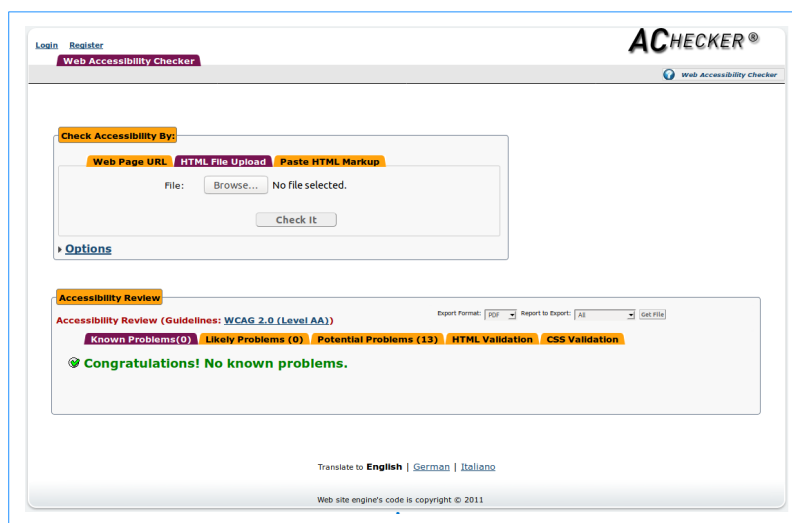 Login Register
ACHECKER®
Web Accessibility Checker
Web Accessibility Checker
Check Accessibility By:
Web Page URL HTML File Upload Paste HTML Markup
File: Browse... No file selected.
Check It
Options
Accessibility Review
Accessibility Review (Guidelines: WCAG 2.0 (Level AA)) Export Format: PDF Report to Export: All Get File
Known Problems(0) Likely Problems (0) Potential Problems (13) HTML Validation CSS Validation
Congratulations! No known problems.
Translate to English | German | Italiano
Web site engine's code is copyright © 2011